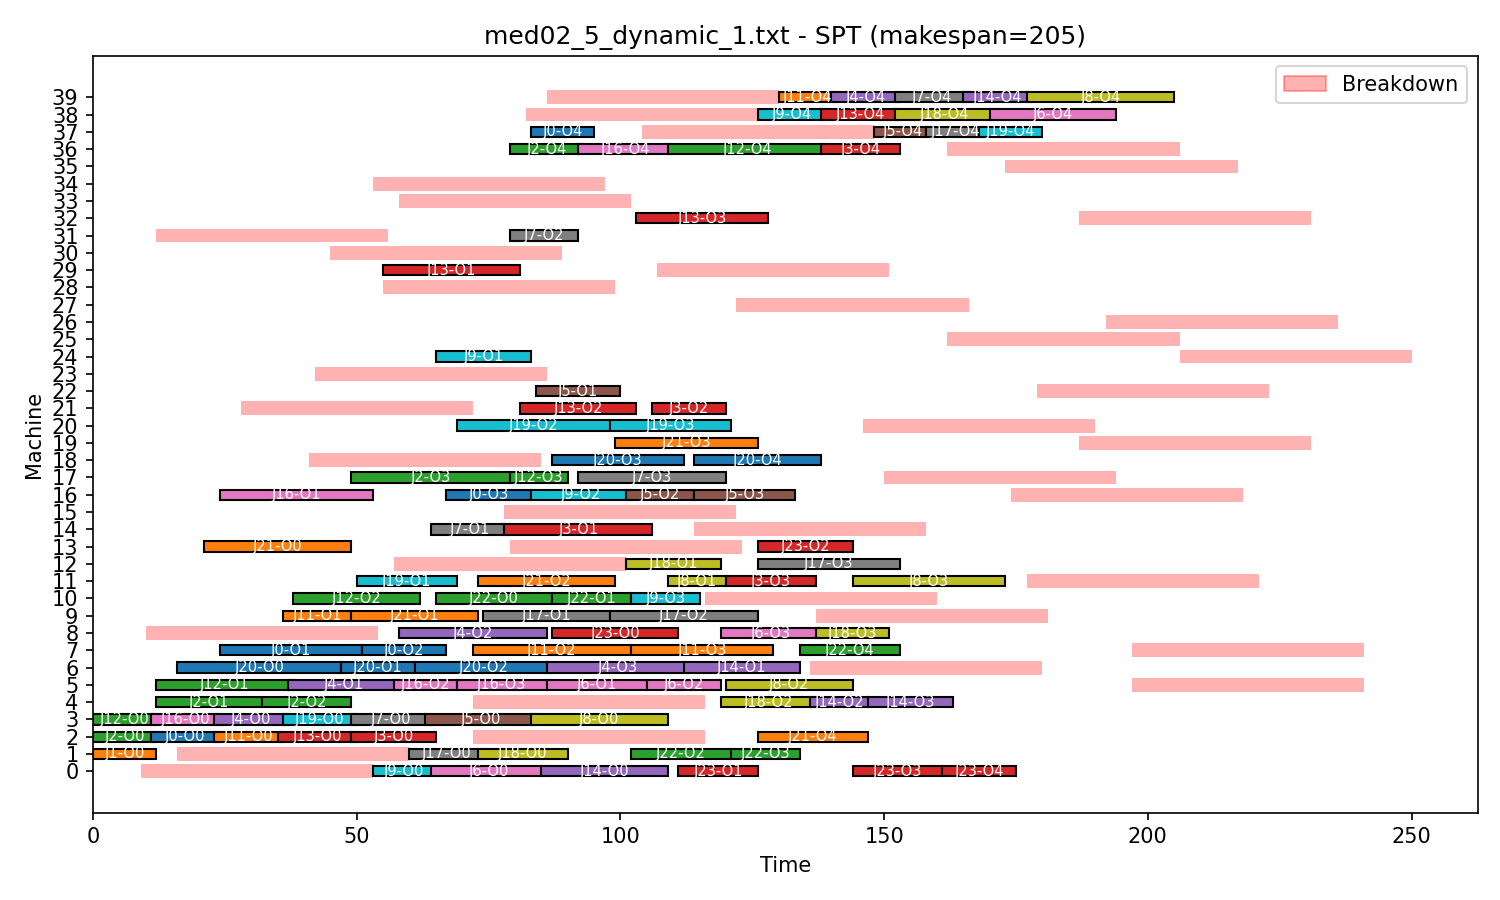 med02_5_dynamic_1.txt - SPT (makespan=205)
Breakdown
39 J11-O4 J4-O4 J7-O4 J14-O4 J8-O4
38 J9-O4 J13-O4 J18-O4 J6-O4
37 J0-O4 J5-O4 J17-O4 J19-O4
36 J2-O4 J16-O4 J12-O4 J3-O4
35
34
33
32 J13-O3
31 J7-O2
30
29 J13-O1
28
27
26
25
24 J9-O1
23
22 J5-O1
21 J13-O2 J3-O2
20 J19-O2 J19-O3
19 J21-O3
18 J20-O3 J20-O4
17 J2-O3 J12-O3 J7-O3
16 J16-O1 J0-O3 J9-O2 J5-O2 J5-O3
15
14 J7-O1 J3-O1
13 J21-O0 J23-O2
12 J18-O1 J17-O3
11 J19-O1 J21-O2 J8-O1 J3-O3 J8-O3
10 J12-O2 J22-O0 J22-O1 J9-O3
9 J11-O1 J21-O1 J17-O1 J17-O2
8 J4-O2 J23-O0 J6-O3 J18-O3
7 J0-O1 J0-O2 J11-O2 J11-O3 J22-O4
6 J20-O0 J20-O1 J20-O2 J4-O3 J14-O1
5 J12-O1 J4-O1 J16-O2 J16-O3 J6-O1 J6-O2 J8-O2
4 J2-O1 J2-O2 J18-O2 J14-O2 J14-O3
3 J12-O0 J16-O0 J4-O0 J19-O0 J7-O0 J5-O0 J8-O0
2 J2-O0 J0-O0 J11-O0 J13-O0 J3-O0 J21-O4
1 J1-O0 J17-O0 J18-O0 J22-O2 J22-O3
0 J9-O0 J6-O0 J14-O0 J23-O1 J23-O3 J23-O4
Machine
0 50 100 150 200 250
Time